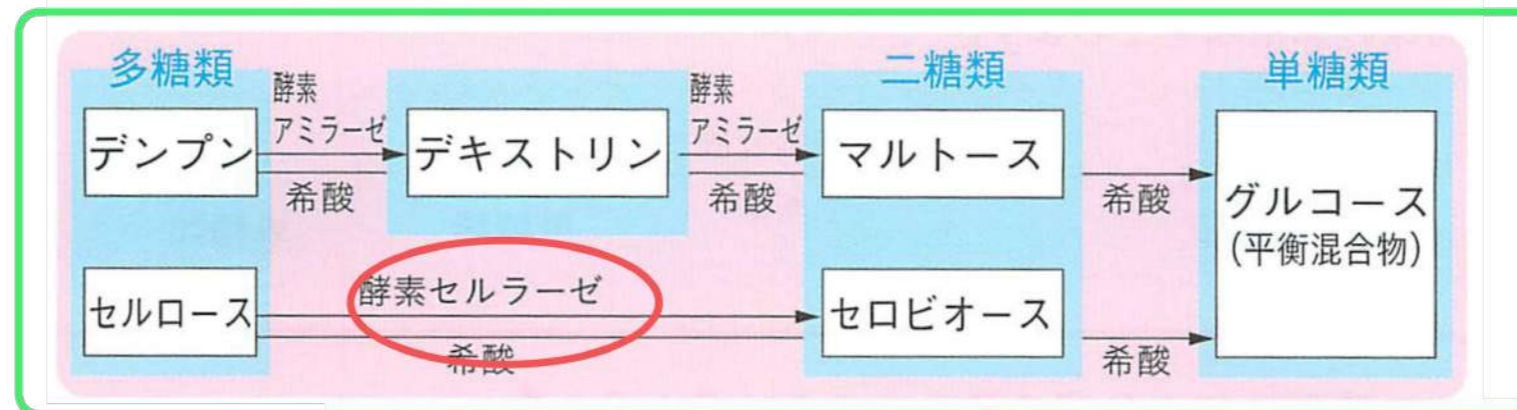 多糖類
二糖類
単糖類
酵素
アミラーゼ
酵素
アミラーゼ
デンプン
デキストリン
マルトース
希酸
希酸
希酸
グルコース
(平衡混合物)
酵素セルラーゼ
セルロース
セロビオース
希酸
希酸